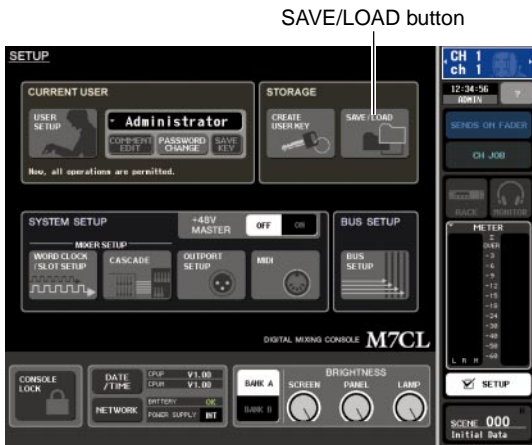 SAVE/LOAD button
SETUP
CH 1
ch 1
12:34:56
ADMIN
?
CURRENT USER
STORAGE
USER
SETUP
Administrator
COMMENT
EDIT
PASSWORD
CHANGE
SAVE
KEY
Now, all operations are permitted.
CREATE
USER KEY
SAVE/LOAD
SENDS ON FADER
CH JOB
RACK
MONITOR
SYSTEM SETUP
+48V
MASTER
OFF
ON
BUS SETUP
MIXER SETUP
WORD CLOCK
/SLOT SETUP
CASCADE
OUTPORT
SETUP
MIDI
BUS
SETUP
METER
Σ
OVER
-3
-6
-9
-12
-15
-18
-24
-30
-40
-50
-60
L R M
DIGITAL MIXING CONSOLE M7CL
SETUP
CONSOLE
LOCK
DATE
/TIME
CPUP V1.00
CPUM V1.00
NETWORK
BATTERY OK
POWER SUPPLY INT
BANK A
BANK B
BRIGHTNESS
SCREEN
PANEL
LAMP
SCENE 000
R
Initial Data